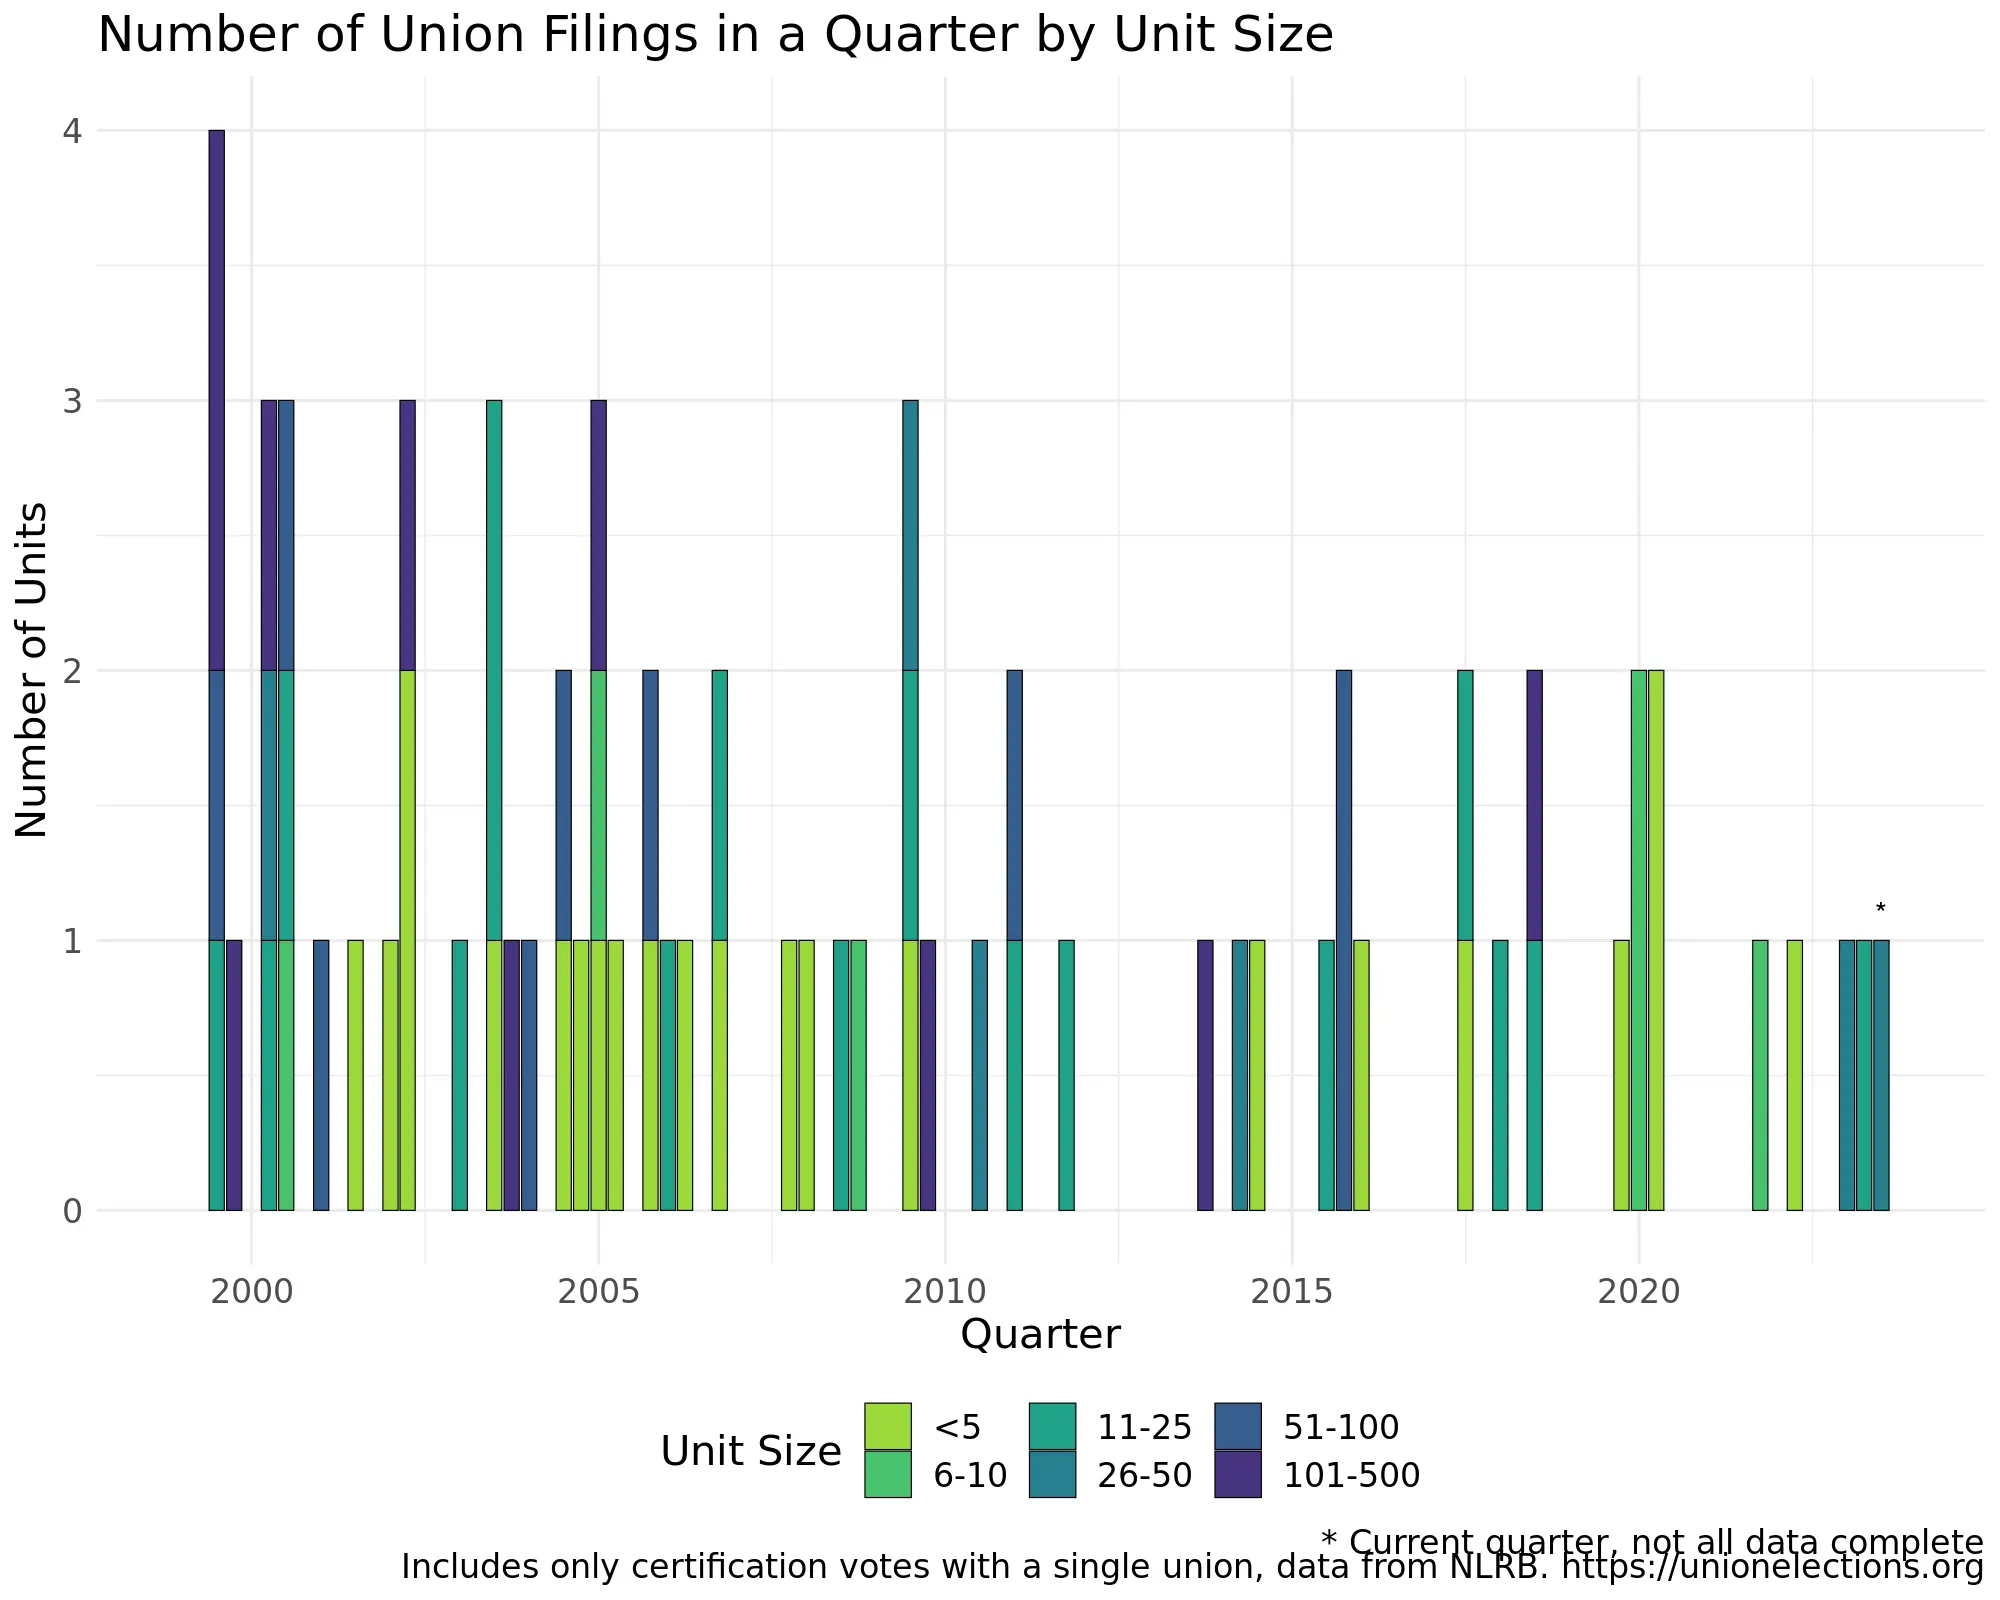 Number of Union Filings in a Quarter by Unit Size
Number of Units
4
3
2
1
0
*
2000 2005 2010 2015 2020
Quarter
Unit Size
<5 11-25 51-100
6-10 26-50 101-500
* Current quarter, not all data complete
Includes only certification votes with a single union, data from NLRB. https://unionelections.org